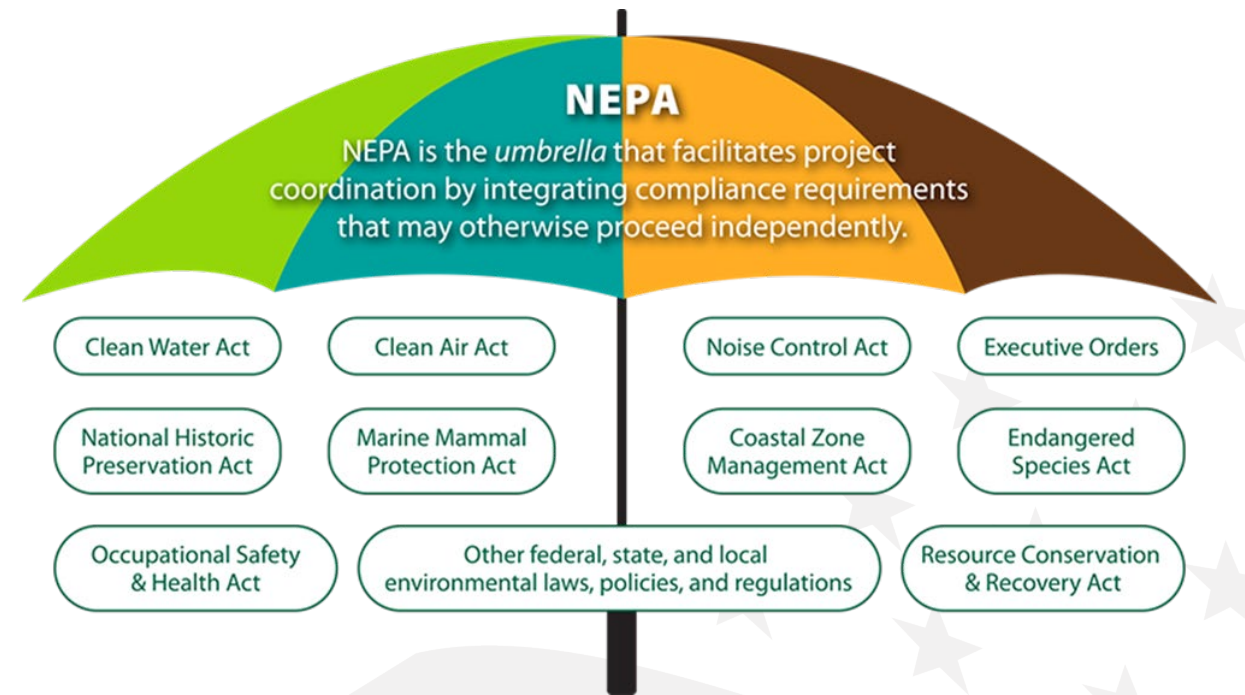 NEPA
NEPA is the umbrella that facilitates project
coordination by integrating compliance requirements
that may otherwise proceed independently.
Clean Water Act
Clean Air Act
Noise Control Act
Executive Orders
National Historic
Preservation Act
Marine Mammal
Protection Act
Coastal Zone
Management Act
Endangered
Species Act
Occupational Safety
& Health Act
Other federal, state, and local
environmental laws, policies, and regulations
Resource Conservation
& Recovery Act